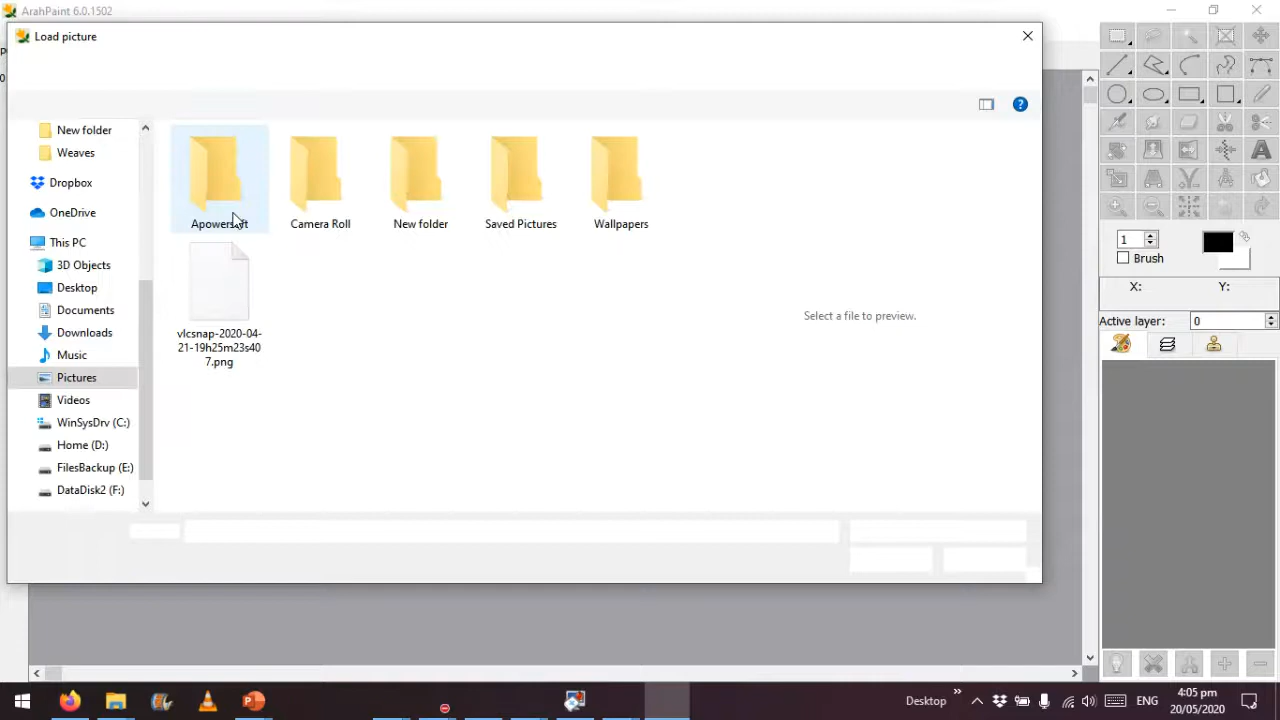 ArahPaint 6.0.1502
Load picture
New folder
Weaves
Dropbox
OneDrive
This PC
3D Objects
Desktop
Documents
Downloads
Music
Pictures
Videos
WinSysDrv (C:)
Home (D:)
FilesBackup (E:)
DataDisk2 (F:)
Camera Roll
New folder
Saved Pictures
Wallpapers
vlcsnap-2020-04-
21-19h25m23s40
7.png
Select a file to preview.
1
Brush
X: Y:
Active layer: 0
Desktop
ENG
4:05 pm
20/05/2020